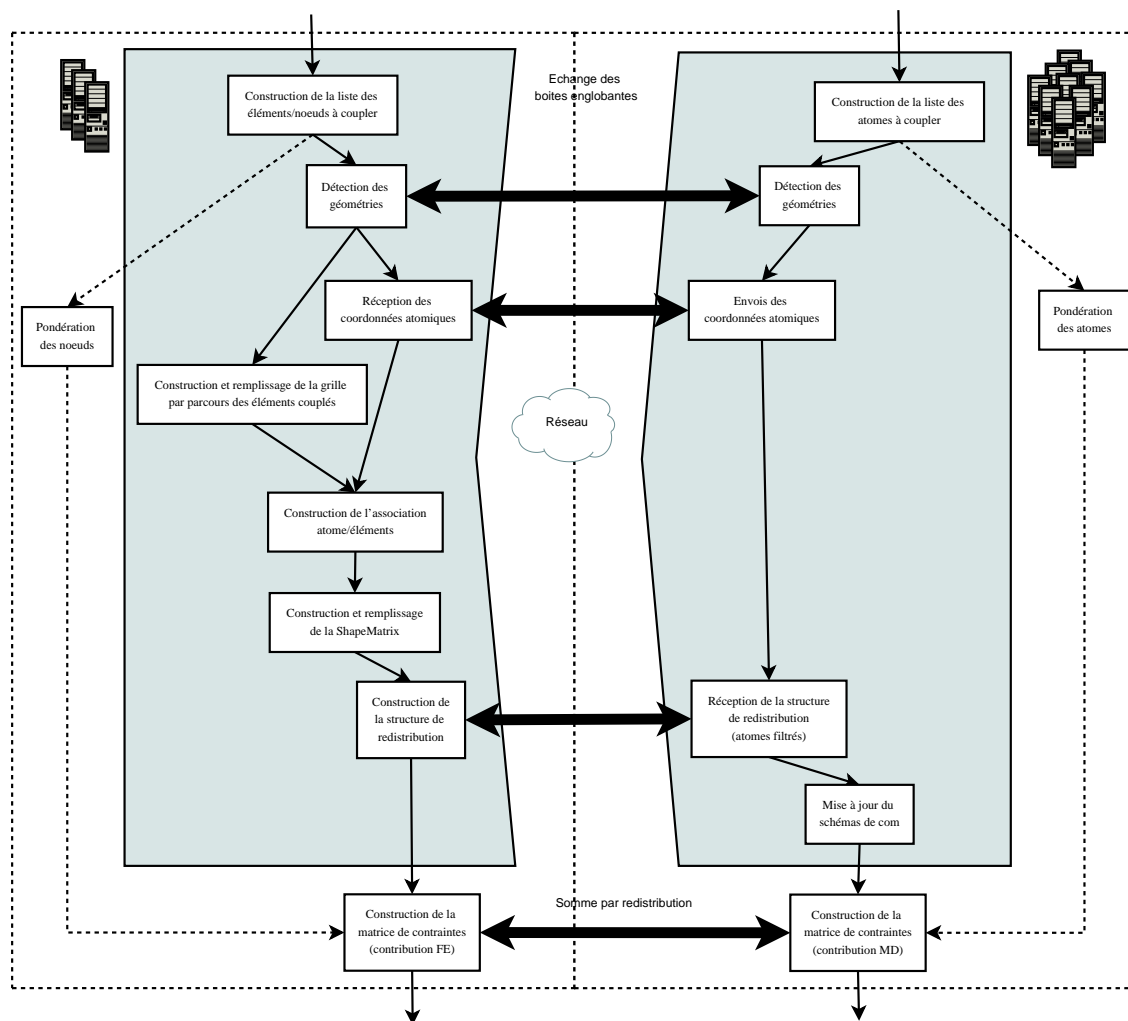 Echange des
boites englobantes
Construction de la liste des
éléments/noeuds à coupler
Construction de la liste des
atomes à coupler
Détection des
géométries
Détection des
géométries
Réception des
coordonnées atomiques
Envois des
coordonnées atomiques
Pondération
des noeuds
Pondération
des atomes
Construction et remplissage de la grille
par parcours des éléments couplés
Réseau
Construction de l'association
atome/éléments
Construction et remplissage
de la ShapeMatrix
Construction de
la structure de
redistribution
Réception de la structure
de redistribution
(atomes filtrés)
Mise à jour du
schémas de com
Somme par redistribution
Construction de la
matrice de contraintes
(contribution FE)
Construction de la
matrice de contraintes
(contribution MD)